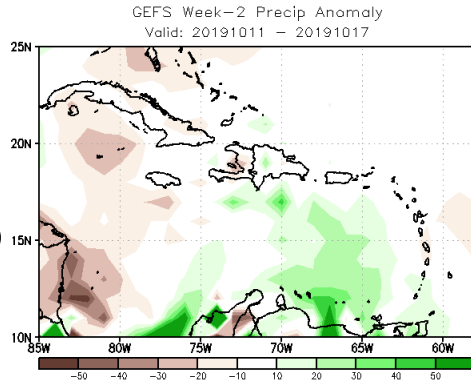 GEFS Week-2 Precip Anomaly
Valid: 20191011 - 20191017
25N
20N
15N
10N
85W 80W 75W 70W 65W 60W
-50 -40 -30 -20 -10 10 20 30 40 50